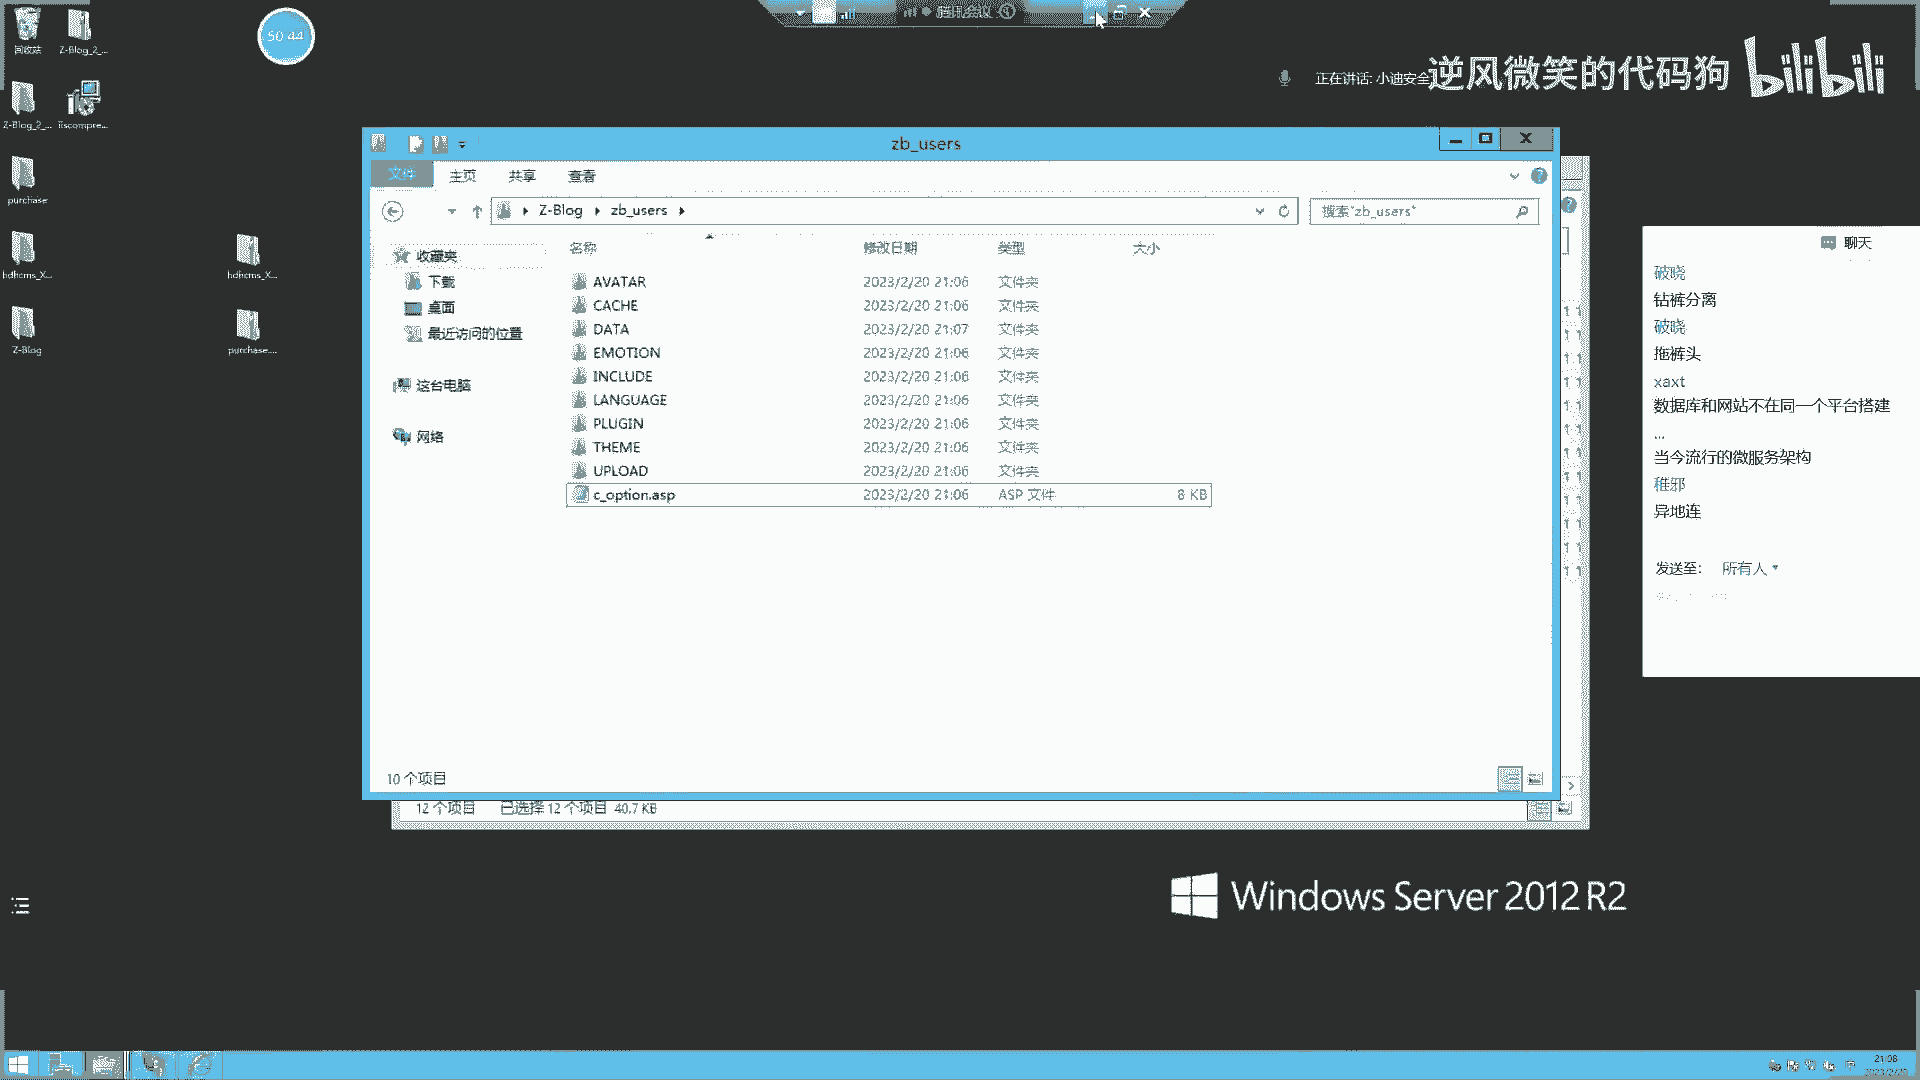 回收站
Z-Blog_2_...
50:44
腾讯会议
正在讲话: 小迪安全
逆风微笑的代码狗
bilibili
Z-Blog_2_...
iiscompre...
zb_users
文件
主页
共享
查看
purchase
Z-Blog
zb_users
搜索"zb_users"
hdhcms_X...
hdhcms_X...
Z-Blog
purchase....
收藏夹
下载
桌面
最近访问的位置
这台电脑
网络
名称 修改日期 类型 大小
AVATAR 2023/2/20 21:06 文件夹
CACHE 2023/2/20 21:06 文件夹
DATA 2023/2/20 21:07 文件夹
EMOTION 2023/2/20 21:06 文件夹
INCLUDE 2023/2/20 21:06 文件夹
LANGUAGE 2023/2/20 21:06 文件夹
PLUGIN 2023/2/20 21:06 文件夹
THEME 2023/2/20 21:06 文件夹
UPLOAD 2023/2/20 21:06 文件夹
c_option.asp 2023/2/20 21:06 ASP 文件 8 KB
10 个项目
12 个项目 已选择 12 个项目 40.7 KB
聊天
破晓
钻裤分离
破晓
拖裤头
xaxt
数据库和网站不在同一个平台搭建
...
当今流行的微服务架构
稚邪
异地连
发送至: 所有人
Windows Server 2012 R2
21:08
2023/2/20